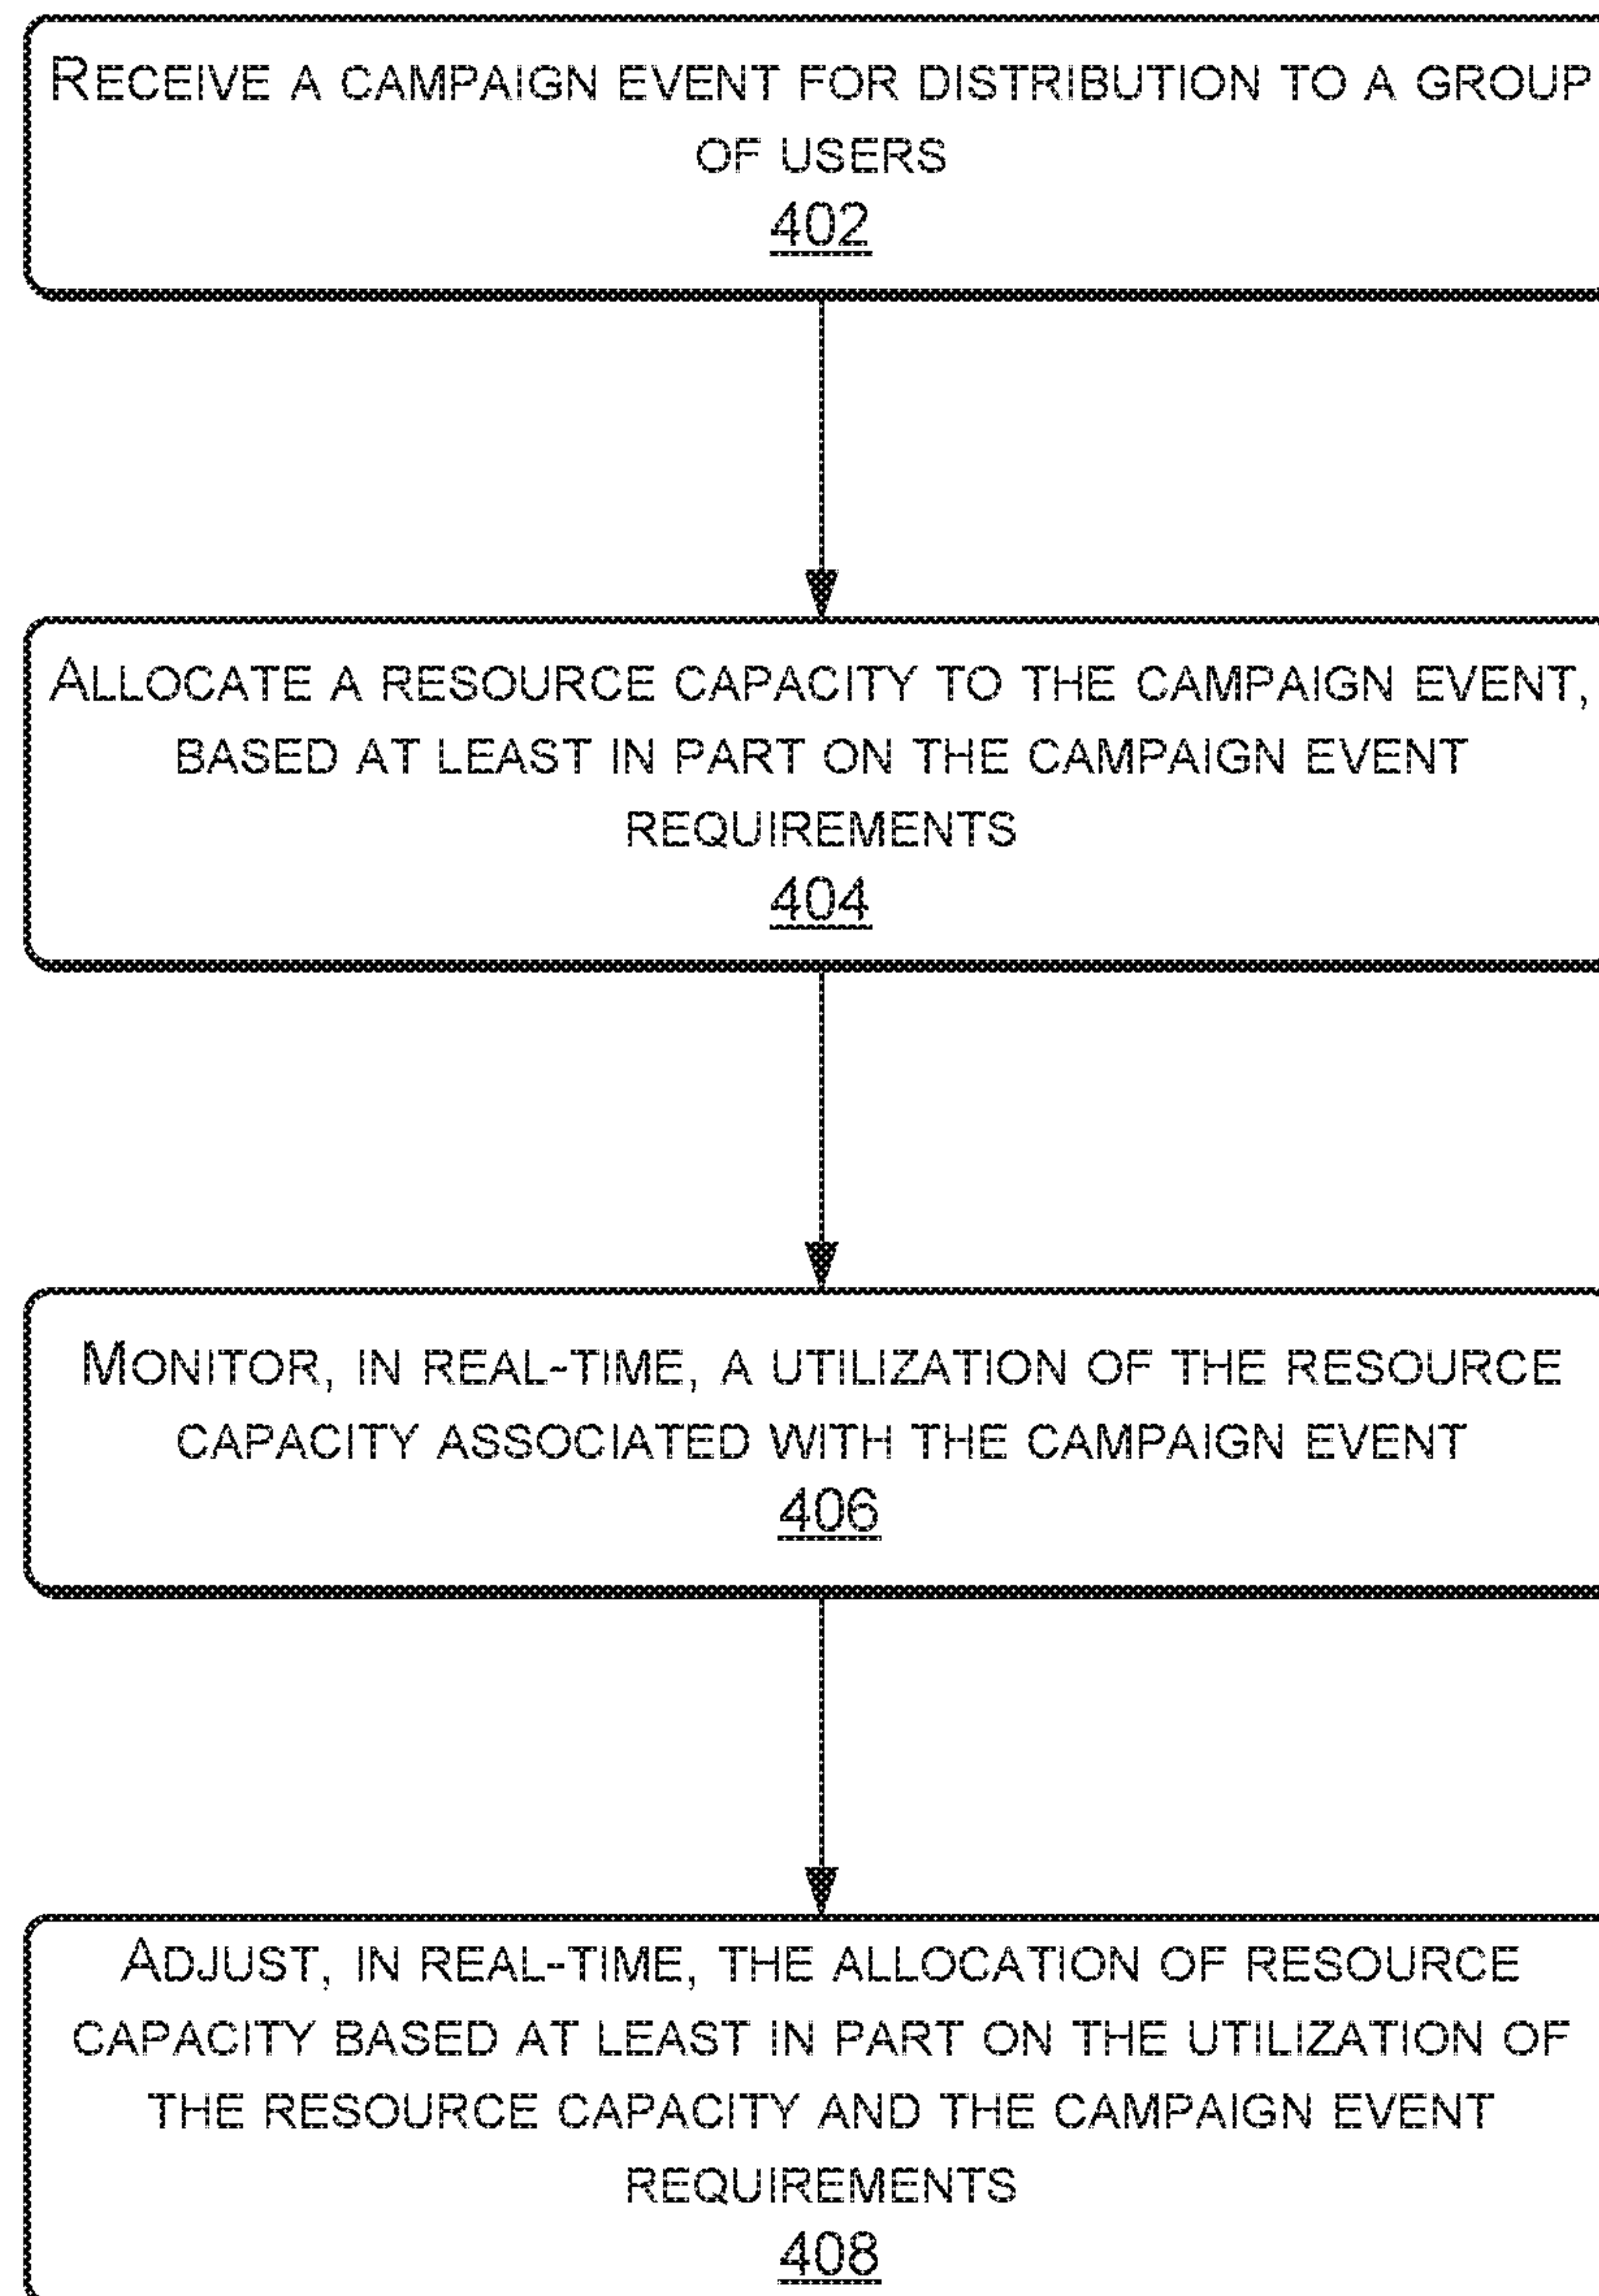 RECEIVE A CAMPAIGN EVENT FOR DISTRIBUTION TO A GROUP
OF USERS
402
ALLOCATE A RESOURCE CAPACITY TO THE CAMPAIGN EVENT,
BASED AT LEAST IN PART ON THE CAMPAIGN EVENT
REQUIREMENTS
404
MONITOR, IN REAL-TIME, A UTILIZATION OF THE RESOURCE
CAPACITY ASSOCIATED WITH THE CAMPAIGN EVENT
406
ADJUST, IN REAL-TIME, THE ALLOCATION OF RESOURCE
CAPACITY BASED AT LEAST IN PART ON THE UTILIZATION OF
THE RESOURCE CAPACITY AND THE CAMPAIGN EVENT
REQUIREMENTS
408